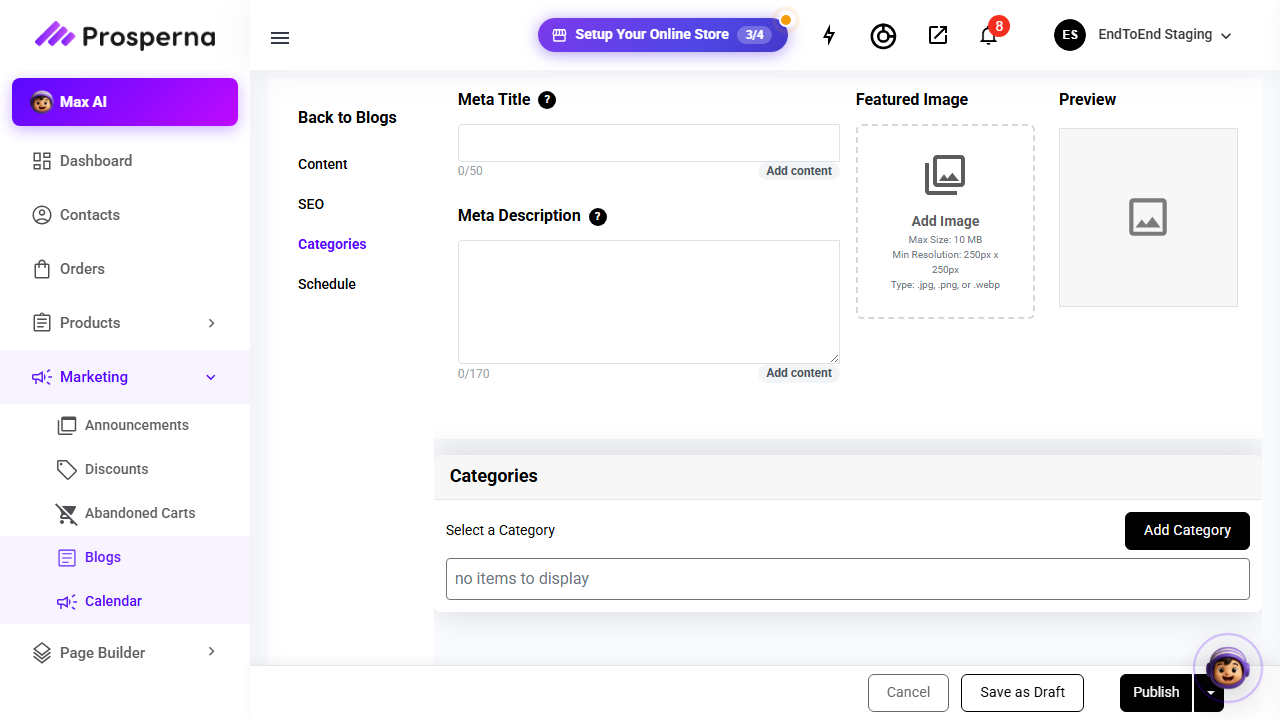 Prosperna
Max AI
Dashboard
Contacts
Orders
Products
Marketing
Announcements
Discounts
Abandoned Carts
Blogs
Calendar
Page Builder
Setup Your Online Store 3/4
8
ES EndToEnd Staging
Back to Blogs
Content
SEO
Categories
Schedule
Meta Title ?
0/50 Add content
Meta Description ?
0/170 Add content
Featured Image
Add Image
Max Size: 10 MB
Min Resolution: 250px x
250px
Type: .jpg, .png, or .webp
Preview
Categories
Select a Category
Add Category
no items to display
Cancel
Save as Draft
Publish